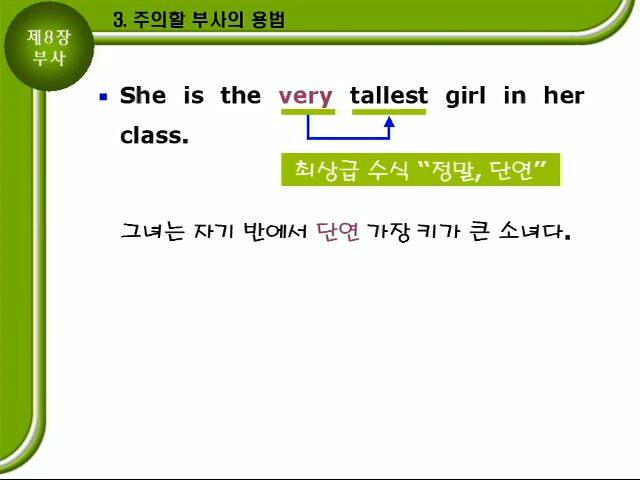 제8장
부사
3. 주의할 부사의 용법
She is the very tallest girl in her
class.
최상급 수식 “정말, 단연”
그녀는 자기 반에서 단연 가장 키가 큰 소녀다.